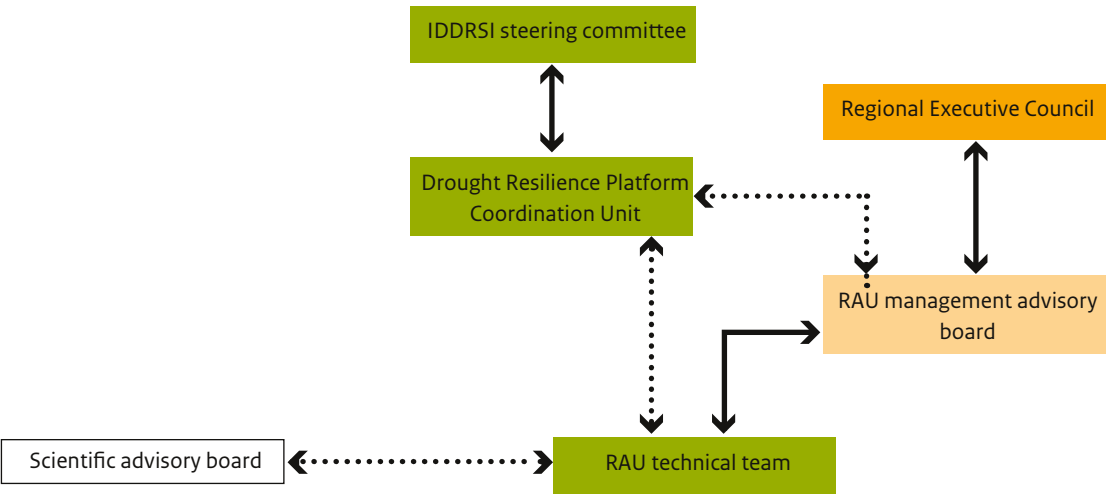 IDDRSI steering committee
Regional Executive Council
Drought Resilience Platform
Coordination Unit
RAU management advisory
board
Scientific advisory board
RAU technical team